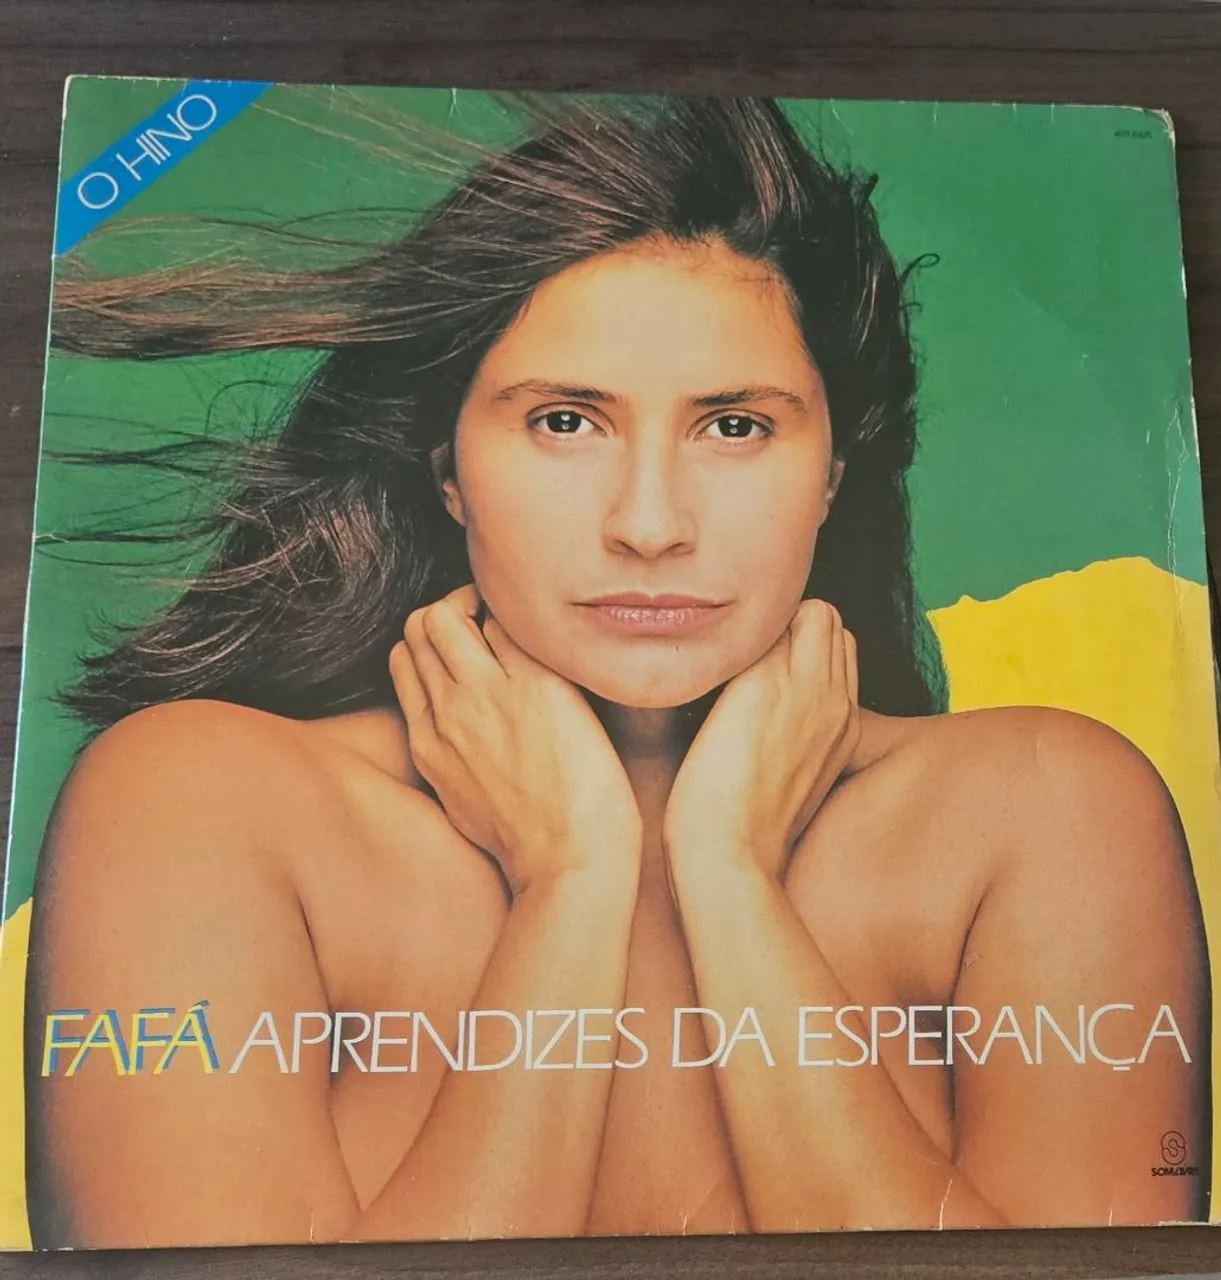 O HINO
FAFÁ APRENDIZES DA ESPERANÇA